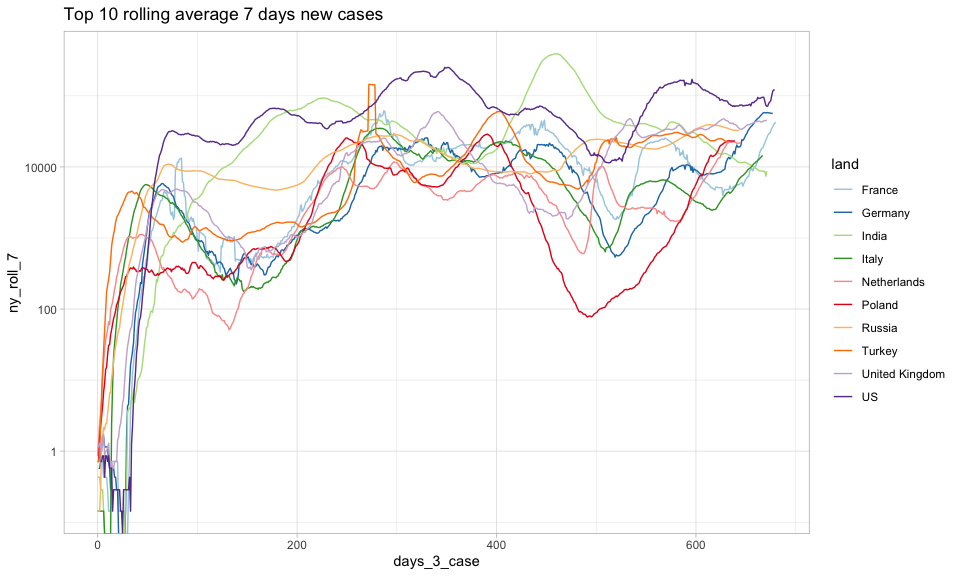 Top 10 rolling average 7 days new cases
ny_roll_7
10000
100
1
0
200
400
600
days_3_case
land
France
Germany
India
Italy
Netherlands
Poland
Russia
Turkey
United Kingdom
US